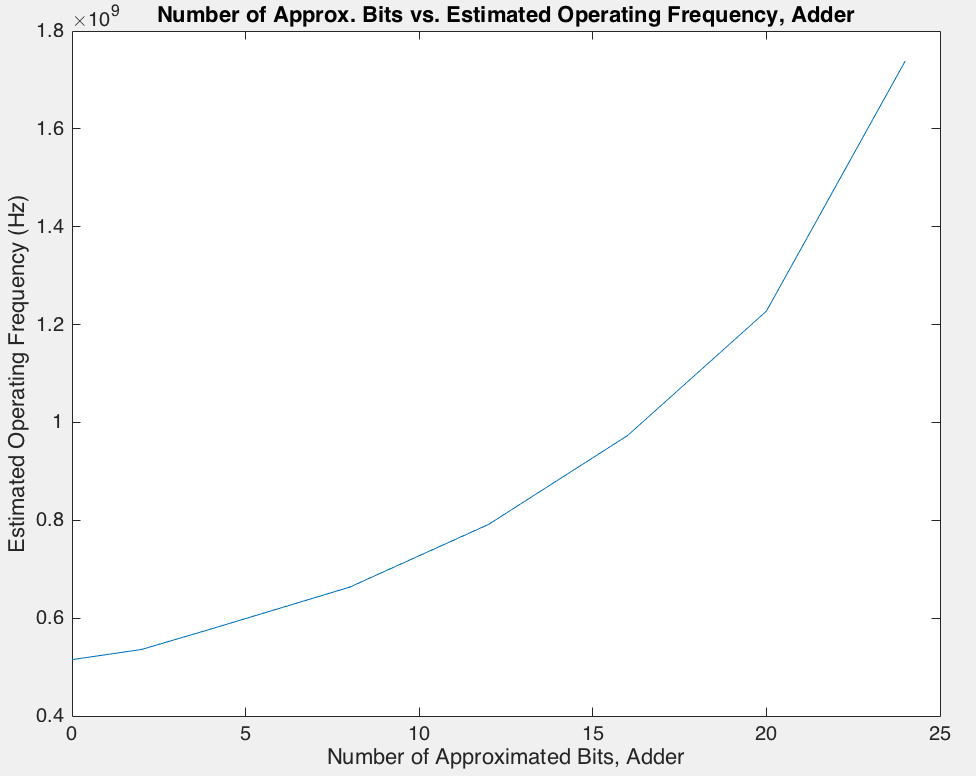 Number of Approx. Bits vs. Estimated Operating Frequency, Adder
×10⁹
1.8
1.6
1.4
1.2
1
0.8
0.6
0.4
Estimated Operating Frequency (Hz)
0 5 10 15 20 25
Number of Approximated Bits, Adder